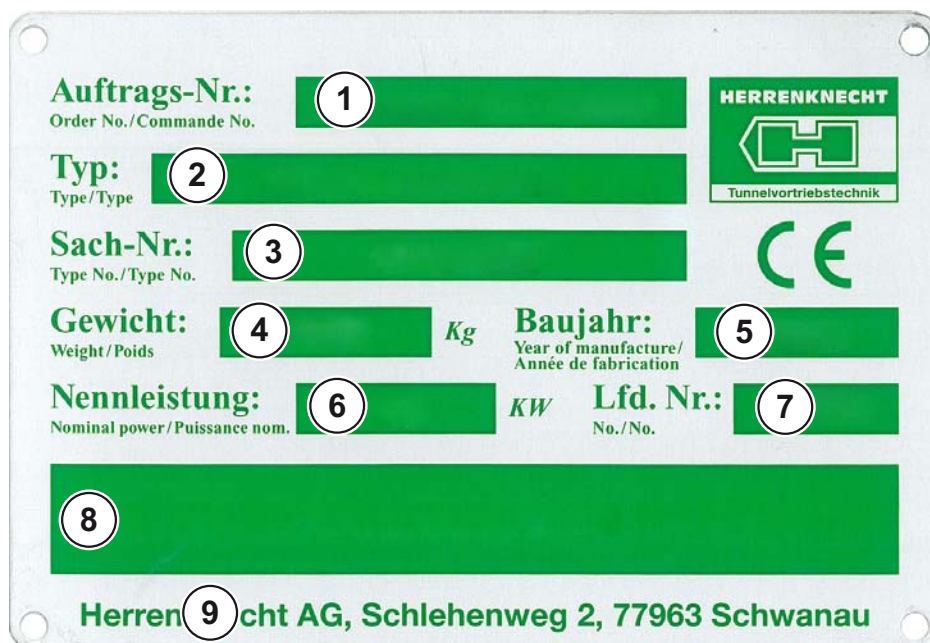 Auftrags-Nr.: 1
Order No./Commande No.
HERRENKNECHT
Tunnelvortriebstechnik
Typ: 2
Type/Type
Sach-Nr.: 3
Type No./Type No.
CE
Gewicht: 4 Kg
Weight/Poids
Baujahr: 5
Year of manufacture/
Année de fabrication
Nennleistung: 6 KW
Nominal power/Puissance nom.
Lfd. Nr.: 7
No./No.
8
9
AG, Schlehenweg 2, 77963 Schwanau